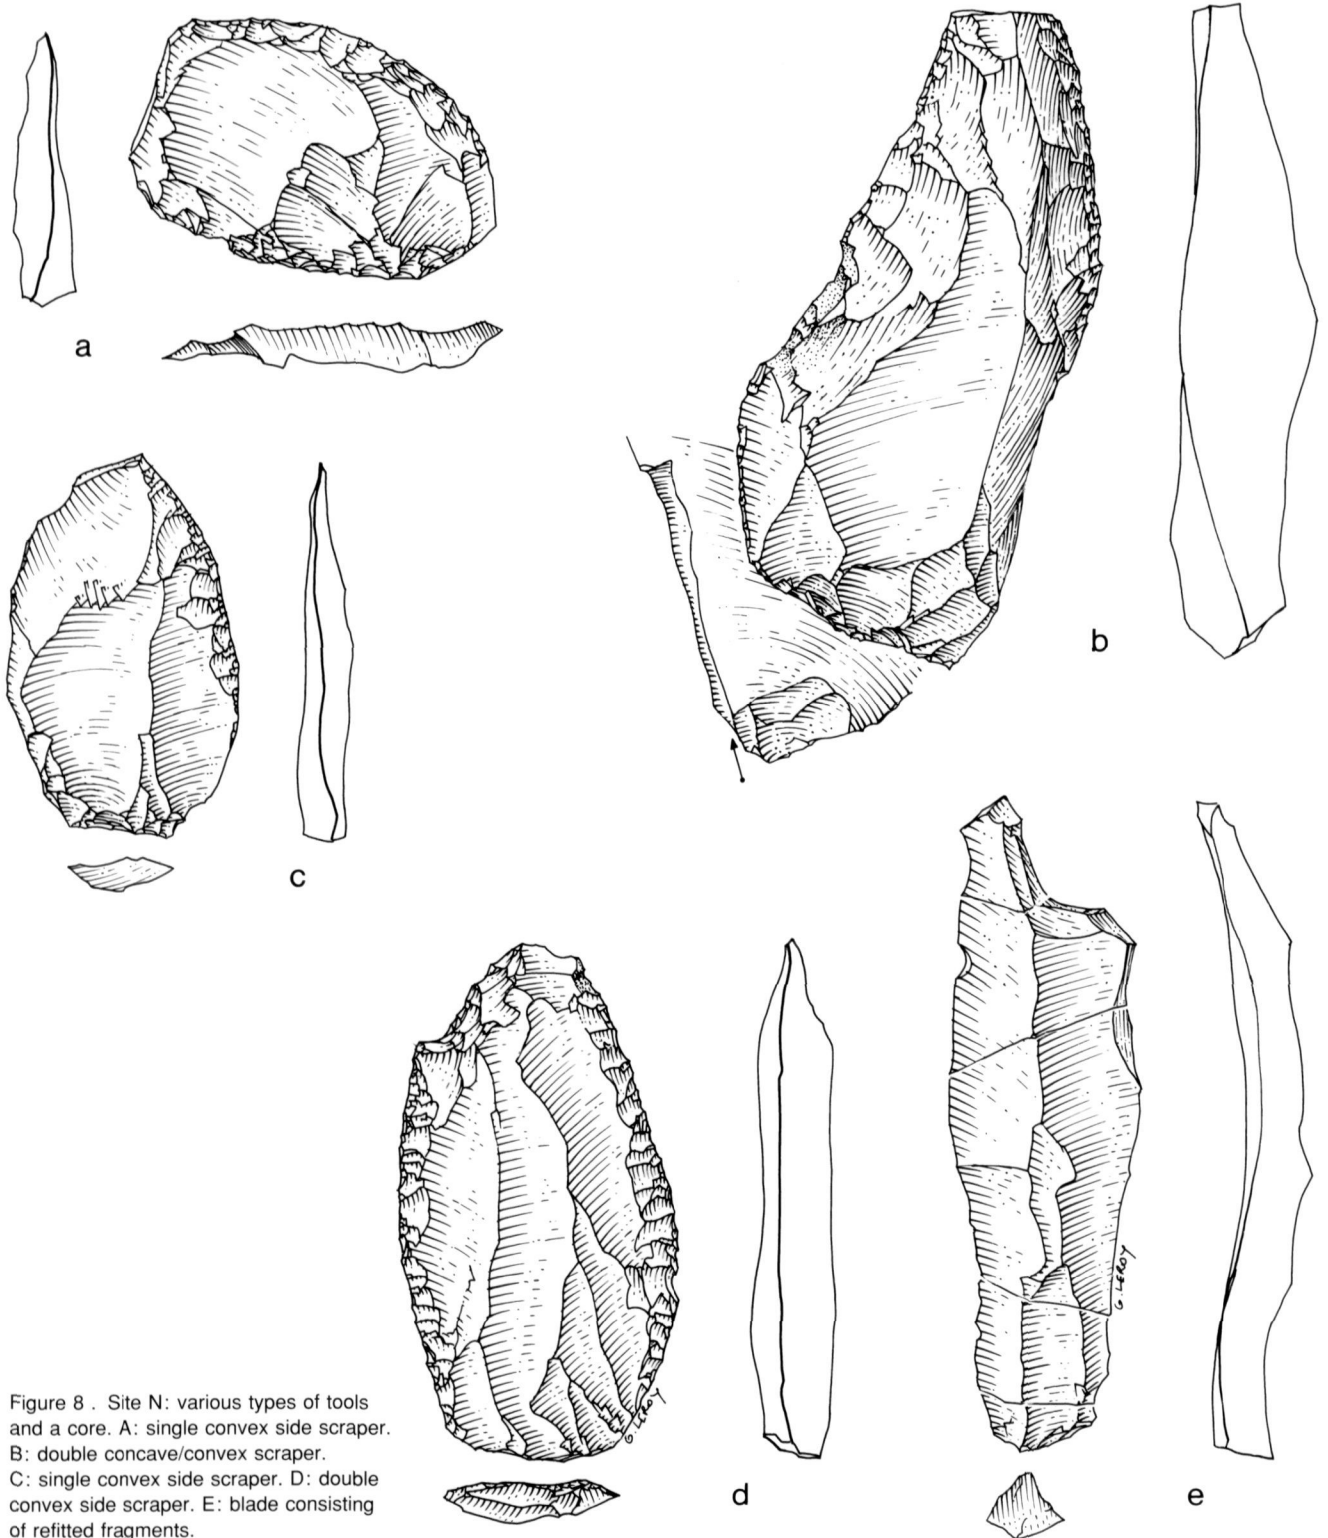 a
b
c
G. LEROY
G. LEROY
d
e
Figure 8 . Site N: various types of tools
and a core. A: single convex side scraper.
B: double concave/convex scraper.
C: single convex side scraper. D: double
convex side scraper. E: blade consisting
of refitted fragments.